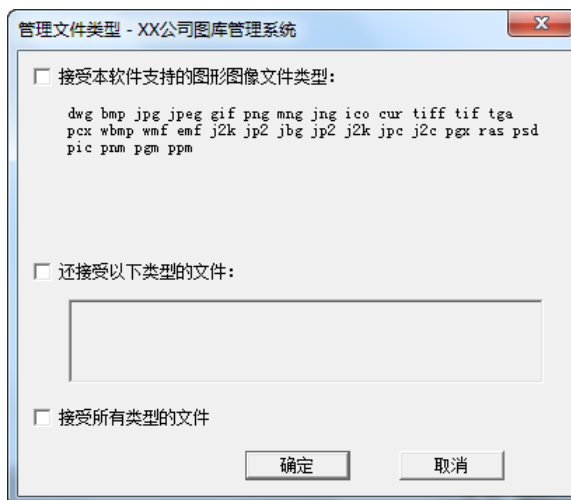 管理文件类型 - XX公司图库管理系统
接受本软件支持的图形图像文件类型:
dwg bmp jpg jpeg gif png mng jng ico cur tiff tif tga
pcx wbmp wmf emf j2k jp2 jbg jp2 j2k jpc j2c pgx ras psd
pic pnm pgm ppm
还接受以下类型的文件:
接受所有类型的文件
确定 取消